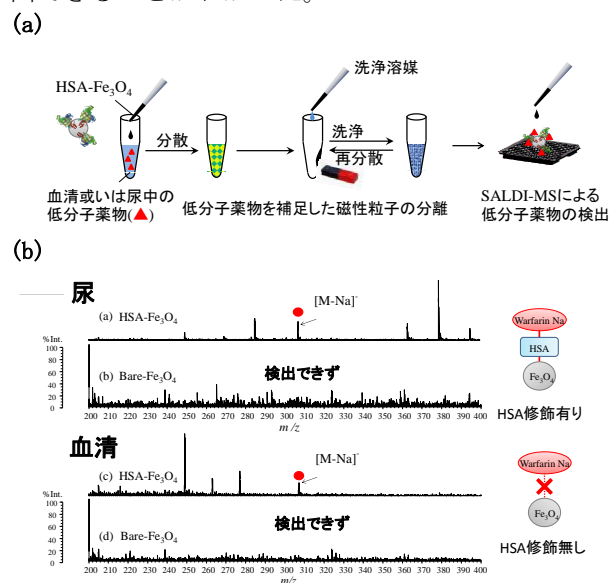 (a)
HSA-Fe₃O₄
洗浄溶媒
分散
洗浄
再分散
血清或いは尿中の
低分子薬物(▲)
低分子薬物を補足した磁性粒子の分離
SALDI-MSによる
低分子薬物の検出
(b)
尿
(a) HSA-Fe₃O₄
[M-Na]⁻
%Int.
100
80
60
40
20
0
(b) Bare-Fe₃O₄
検出できず
200 210 220 230 240 250 260 270 280 290 300 310 320 330 340 350 360 370 380 390 400
m/z
Warfarin Na
HSA
Fe₃O₄
HSA修飾有り
血清
(c) HSA-Fe₃O₄
[M-Na]⁻
%Int.
100
80
60
40
20
0
(d) Bare-Fe₃O₄
検出できず
200 210 220 230 240 250 260 270 280 290 300 310 320 330 340 350 360 370 380 390 400
m/z
Warfarin Na
Fe₃O₄
HSA修飾無し